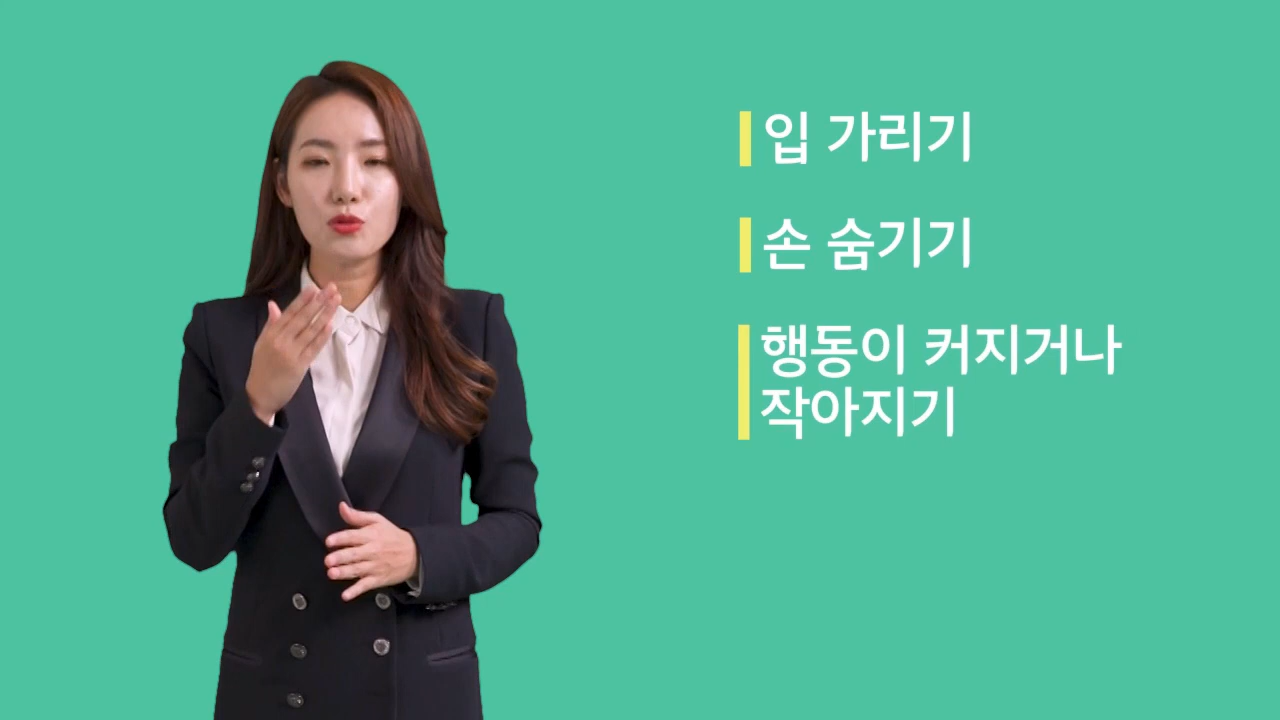 입 가리기
손 숨기기
행동이 커지거나
작아지기